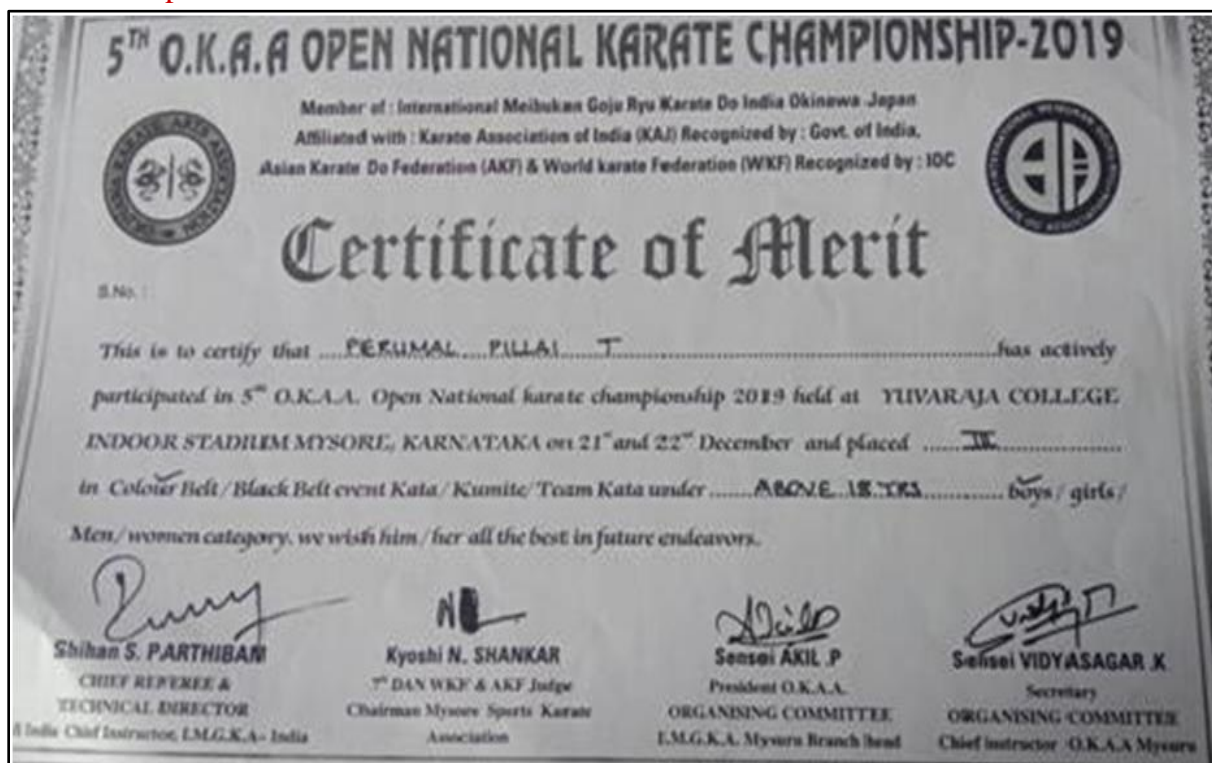 5TH O.K.A.A OPEN NATIONAL KARATE CHAMPIONSHIP-2019
Member of : International Meibukan Goju Ryu Karate Do India Okinawa Japan
Affiliated with : Karate Association of India (KAI) Recognized by : Govt. of India,
Asian Karate Do Federation (AKF) & World karate Federation (WKF) Recognized by : IOC
Certificate of Merit
S.No. :
This is to certify that PERUMAL PILLAI T has actively
participated in 5th O.K.A.A. Open National karate championship 2019 held at YUVARAJA COLLEGE
INDOOR STADIUM MYSORE, KARNATAKA on 21st and 22nd December and placed
in Colour Belt / Black Belt event Kata / Kumite / Team Kata under ABOVE 18 YRS boys / girls /
Men / women category. we wish him / her all the best in future endeavors.
Shihan S. PARTHIBAN
CHIEF REFEREE &
TECHNICAL DIRECTOR
India Chief Instructor, I.M.G.K.A- India
Kyoshi N. SHANKAR
7th DAN WKF & AKF Judge
Chairman Mysore Sports Karate
Association
Sensei AKIL .P
President O.K.A.A.
ORGANISING COMMITTEE
I.M.G.K.A. Mysuru Branch head
Sensei VIDYASAGAR .K
Secretary
ORGANISING COMMITTEE
Chief instructor O.K.A.A Mysuru